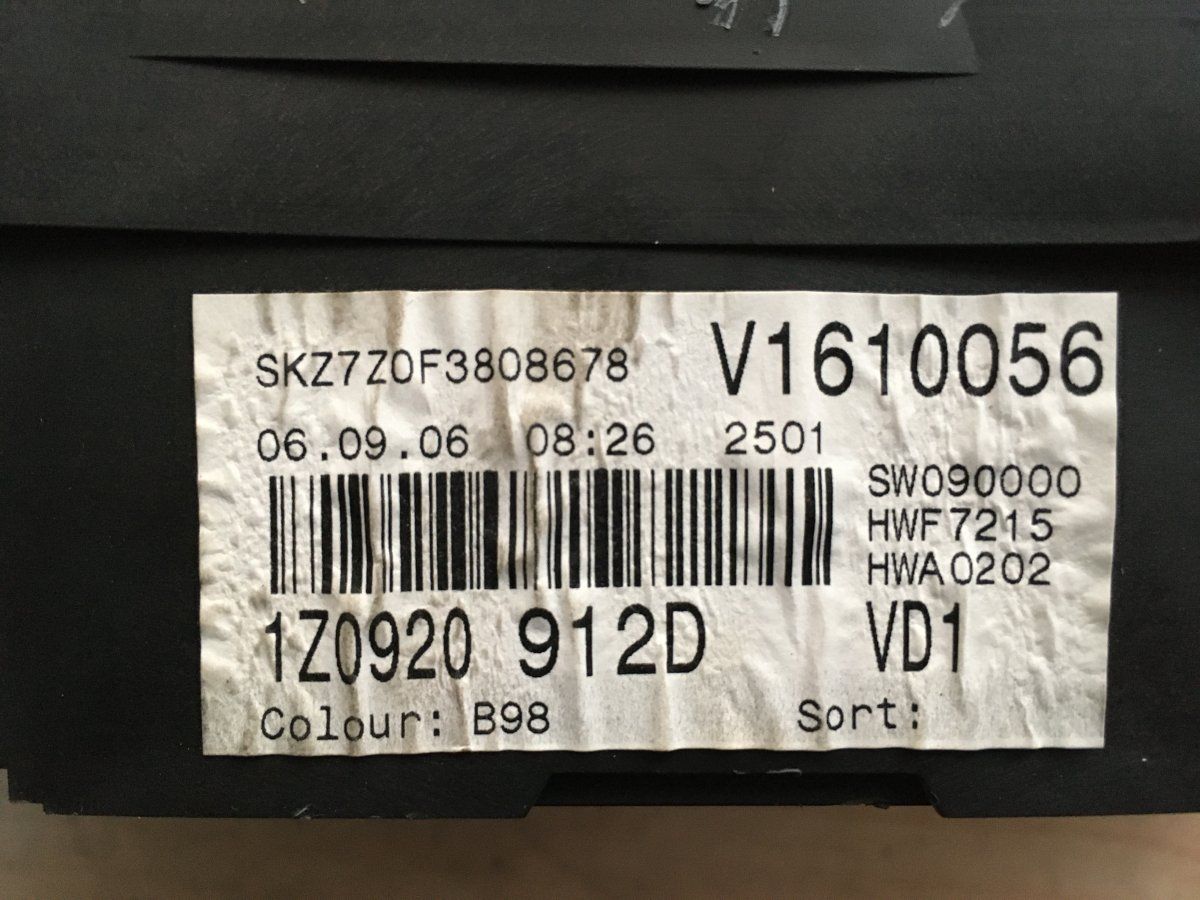 SKZ7Z0F3808678 V1610056
06.09.06 08:26 2501
SW090000
HWF7215
HWA0202
1Z0920 912D VD1
Colour: B98 Sort: